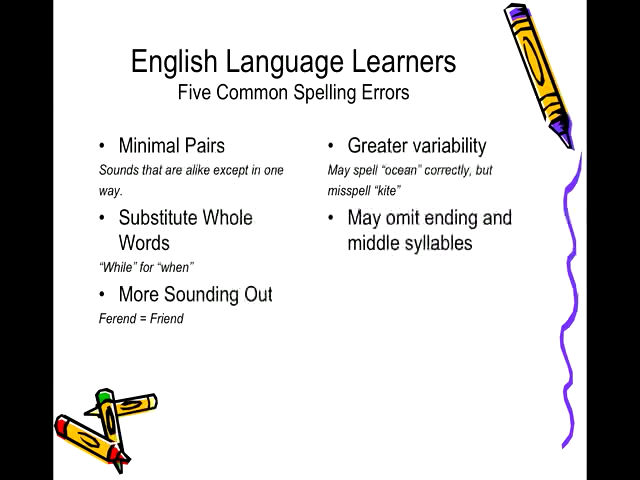 English Language Learners
Five Common Spelling Errors
• Minimal Pairs
Sounds that are alike except in one
way.
• Substitute Whole
Words
“While” for “when”
• More Sounding Out
Ferend = Friend
• Greater variability
May spell “ocean” correctly, but
misspell “kite”
• May omit ending and
middle syllables